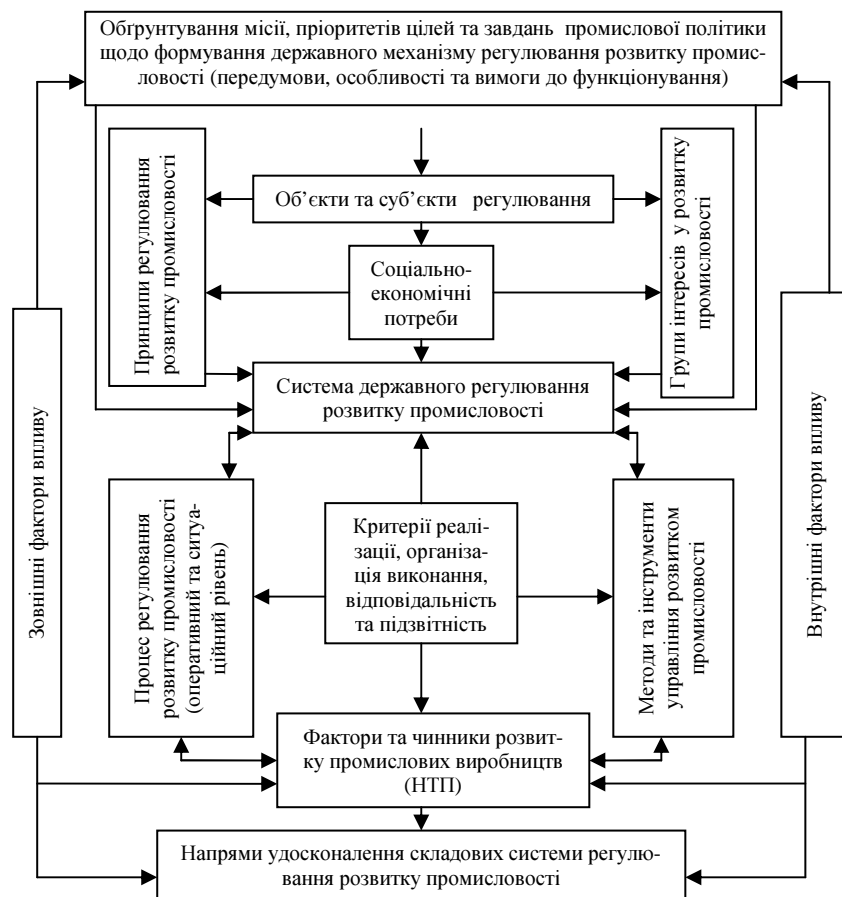 Обґрунтування місії, пріоритетів цілей та завдань промислової політики
щодо формування державного механізму регулювання розвитку промис-
ловості (передумови, особливості та вимоги до функціонування)
Принципи регулювання
розвитку промисловості
Об’єкти та суб’єкти регулювання
Групи інтересів у розвитку
промисловості
Соціально-
економічні
потреби
Система державного регулювання
розвитку промисловості
Зовнішні фактори впливу
Процес регулювання
розвитку промисловості
(оперативний та ситуа-
ційний рівень)
Критерії реалі-
зації, організа-
ція виконання,
відповідальність
та підзвітність
Методи та інструменти
управління розвитком
промисловості
Внутрішні фактори впливу
Фактори та чинники розвит-
ку промислових виробництв
(НТП)
Напрями удосконалення складових системи регулю-
вання розвитку промисловості